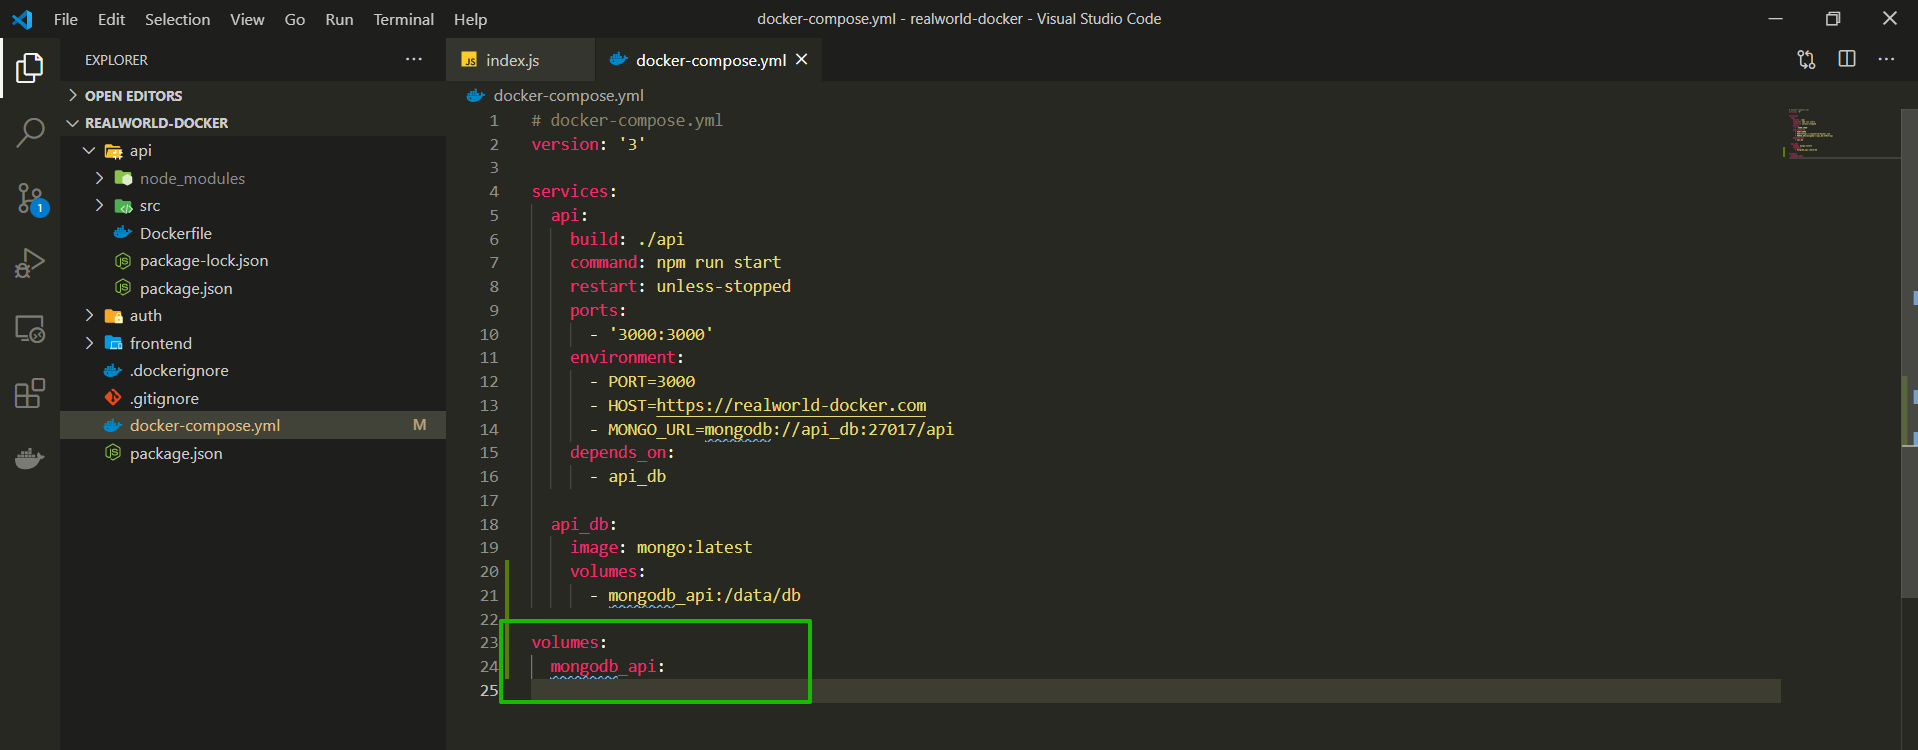 File Edit Selection View Go Run Terminal Help
docker-compose.yml - realworld-docker - Visual Studio Code
EXPLORER
OPEN EDITORS
REALWORLD-DOCKER
api
node_modules
src
Dockerfile
package-lock.json
package.json
auth
frontend
.dockerignore
.gitignore
docker-compose.yml M
package.json
1
JS index.js
docker-compose.yml
docker-compose.yml
1 # docker-compose.yml
2 version: '3'
3
4 services:
5   api:
6     build: ./api
7     command: npm run start
8     restart: unless-stopped
9     ports:
10       - '3000:3000'
11     environment:
12       - PORT=3000
13       - HOST=https://realworld-docker.com
14       - MONGO_URL=mongodb://api_db:27017/api
15     depends_on:
16       - api_db
17
18   api_db:
19     image: mongo:latest
20     volumes:
21       - mongodb_api:/data/db
22
23 volumes:
24   mongodb_api:
25